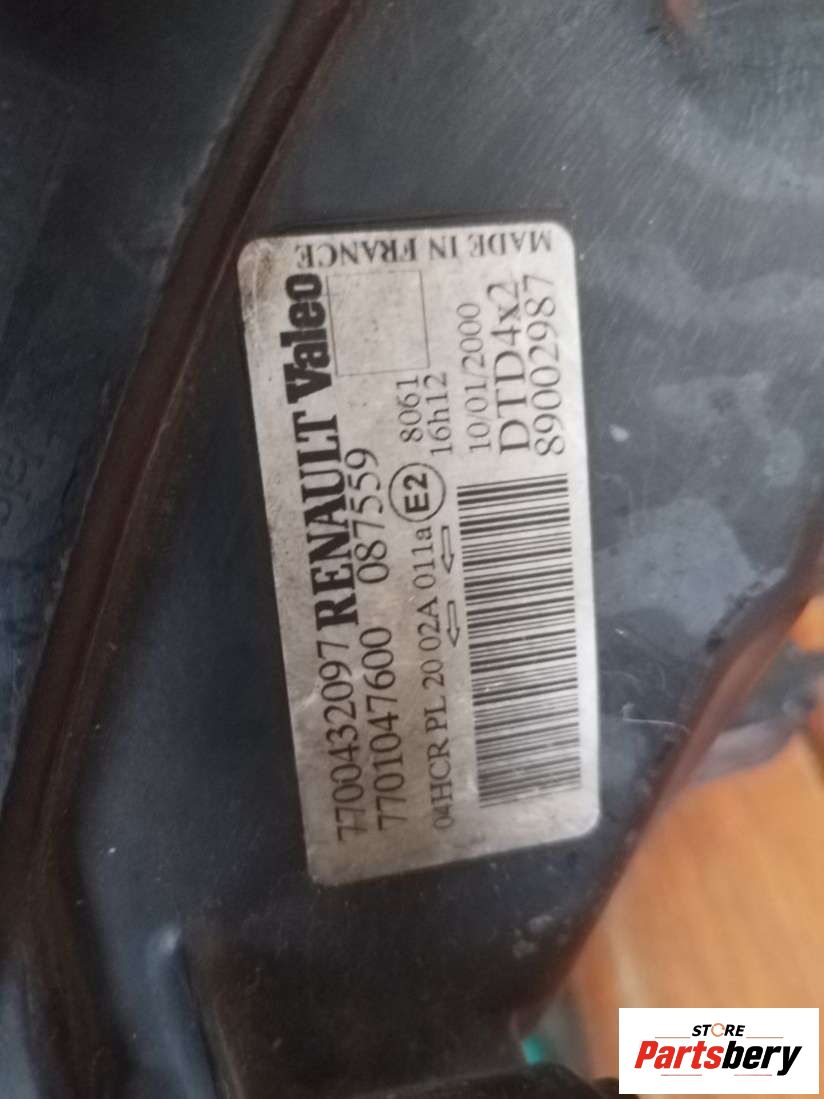 7700432097 RENAULT Valeo
7701047600 087559
04HCR PL 20 02A 011a E2 8061
16h12
10/01/2000
DTD4x2
89002987
MADE IN FRANCE
STORE
Partsbery